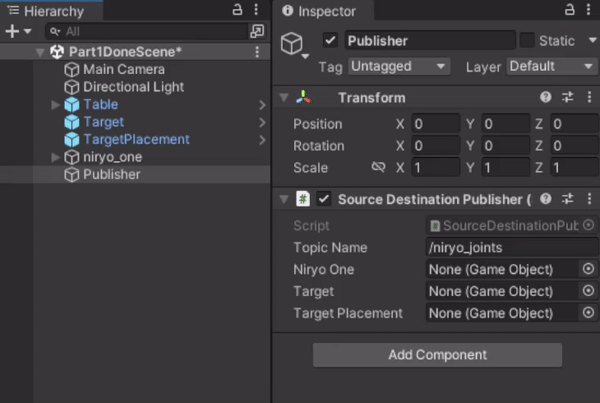 Hierarchy
All
Part1DoneScene*
Main Camera
Directional Light
Table
Target
TargetPlacement
niryo_one
Publisher
Inspector
Publisher
Static
Tag Untagged Layer Default
Transform
Position X 0 Y 0 Z 0
Rotation X 0 Y 0 Z 0
Scale X 1 Y 1 Z 1
# Source Destination Publisher (
Script SourceDestinationPub
Topic Name /niryo_joints
Niryo One None (Game Object)
Target None (Game Object)
Target Placement None (Game Object)
Add Component